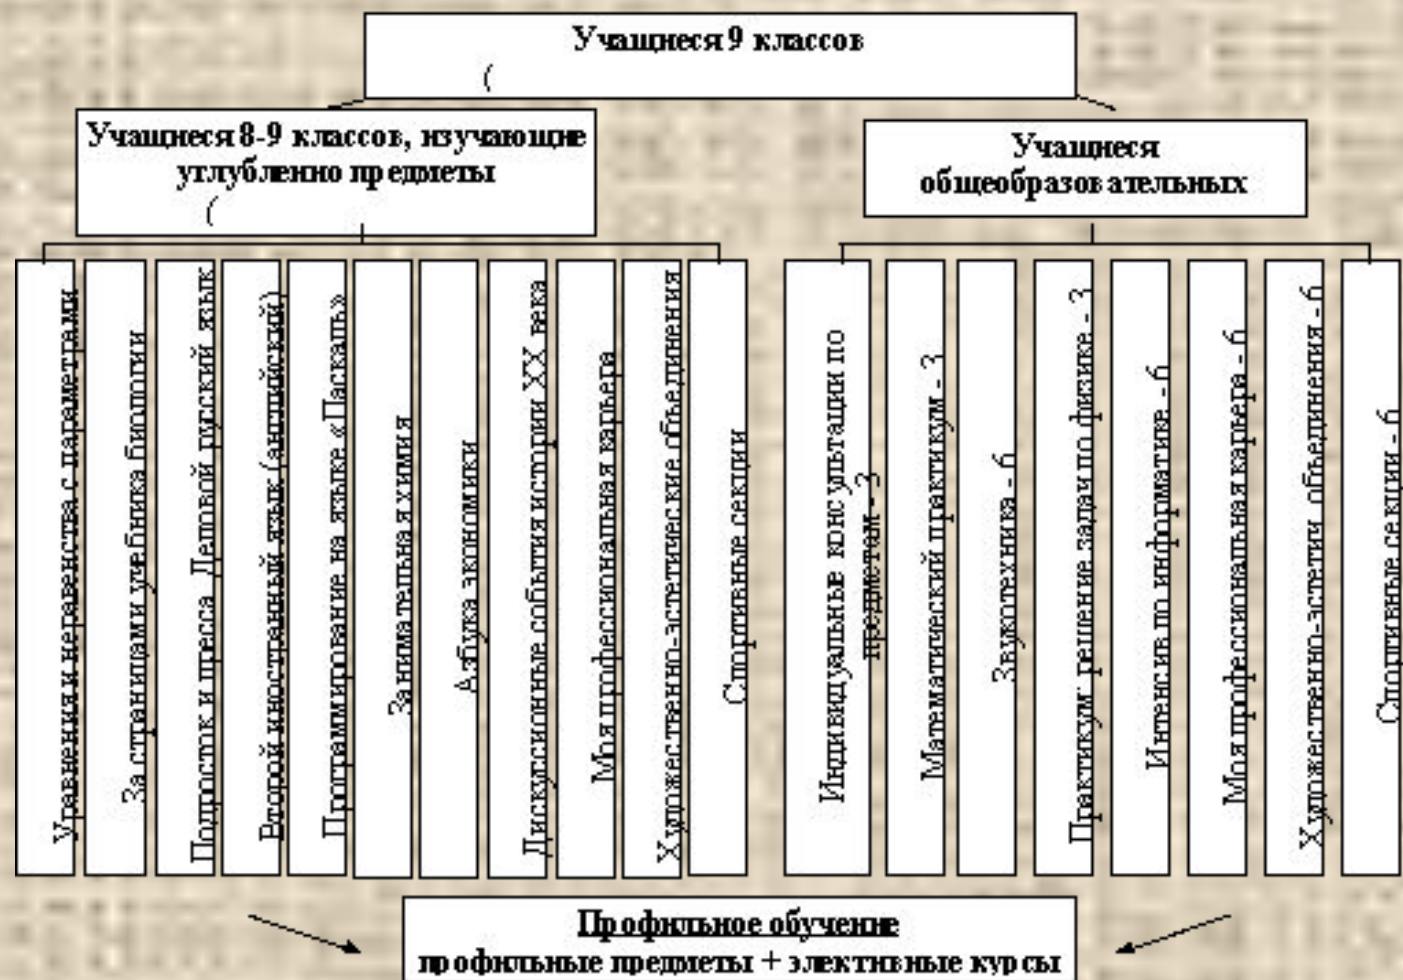 Учащиеся 9 классов
(
Учащиеся 8-9 классов, изучающие
углубленно предметы
(
Учащиеся
общеобразовательных
Уравнения и неравенства с параметрами
За страницами учебника биологии
Подросток и пресса. Деловой русский язык
Второй иностранный язык (английский)
Программирование на языке «Паскаль»
Занимательная химия
Азбука экономики
Дискуссионные события истории XX века
Моя профессиональная карьера
Художественно-эстетические объединения
Спортивные секции
Индивидуальные консультации по
предметам - 3
Математический практикум - 3
Звукотехника - 6
Практикум: решение задач по физике - 3
Интенсив по информатике - 6
Моя профессиональная карьера - 6
Художественно-эстетич. объединения - 6
Спортивные секции - 6
Профильное обучение
профильные предметы + элективные курсы